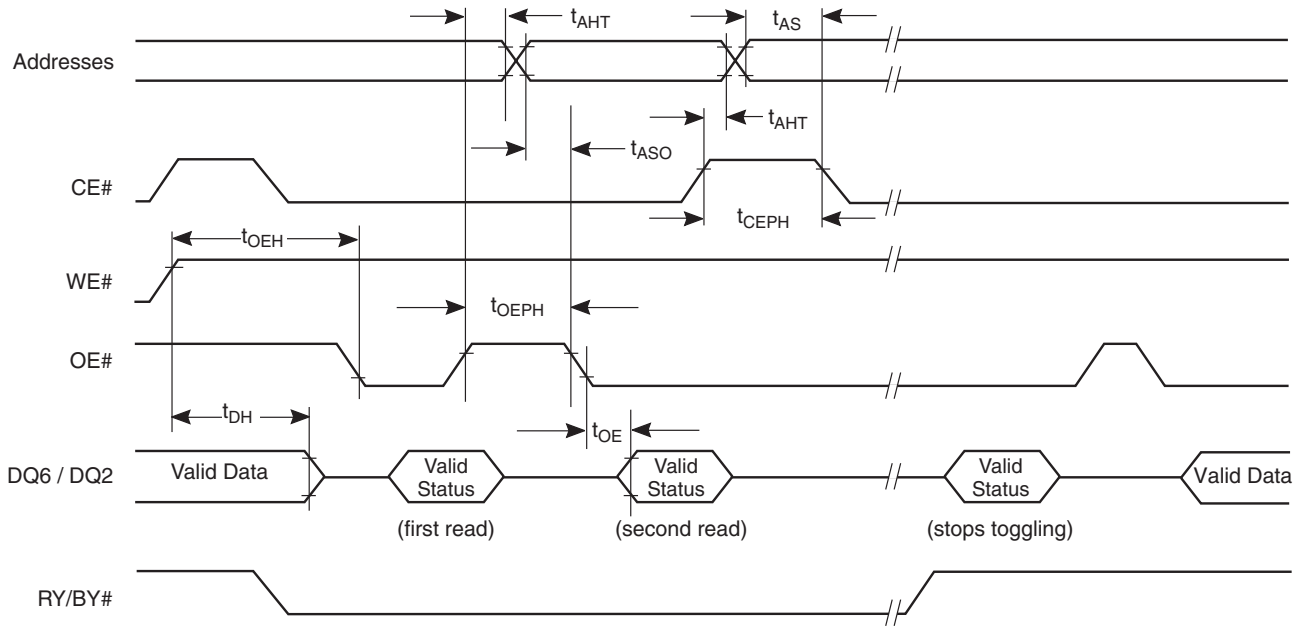 tAHT
tAS
Addresses
tAHT
tASO
CE#
tCEPH
tOEH
WE#
tOEPH
OE#
tDH
tOE
DQ6 / DQ2
Valid Data
Valid
Status
Valid
Status
Valid
Status
Valid Data
(first read)
(second read)
(stops toggling)
RY/BY#